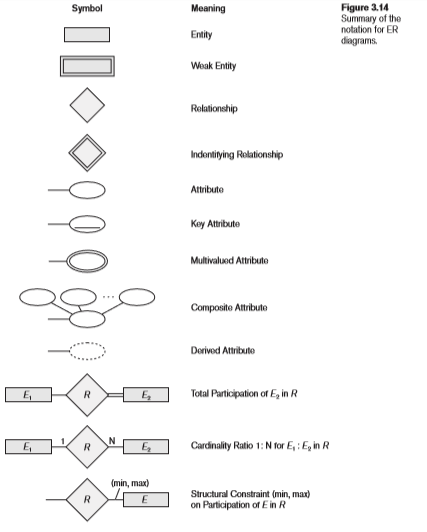 Symbol Meaning
Figure 3.14
Summary of the
notation for ER
diagrams.
Entity
Weak Entity
Relationship
Indentifying Relationship
Attribute
Key Attribute
Multivalued Attribute
...
Composite Attribute
Derived Attribute
E₁ R E₂ Total Participation of E₂ in R
E₁ 1 R N E₂ Cardinality Ratio 1: N for E₁ : E₂ in R
(min, max)
R E
Structural Constraint (min, max)
on Participation of E in R